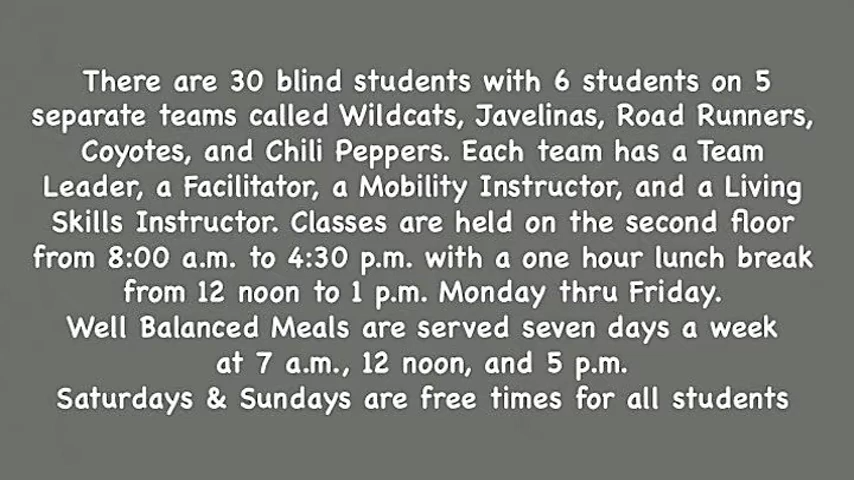 There are 30 blind students with 6 students on 5
separate teams called Wildcats, Javelinas, Road Runners,
Coyotes, and Chili Peppers. Each team has a Team
Leader, a Facilitator, a Mobility Instructor, and a Living
Skills Instructor. Classes are held on the second floor
from 8:00 a.m. to 4:30 p.m. with a one hour lunch break
from 12 noon to 1 p.m. Monday thru Friday.
Well Balanced Meals are served seven days a week
at 7 a.m., 12 noon, and 5 p.m.
Saturdays & Sundays are free times for all students